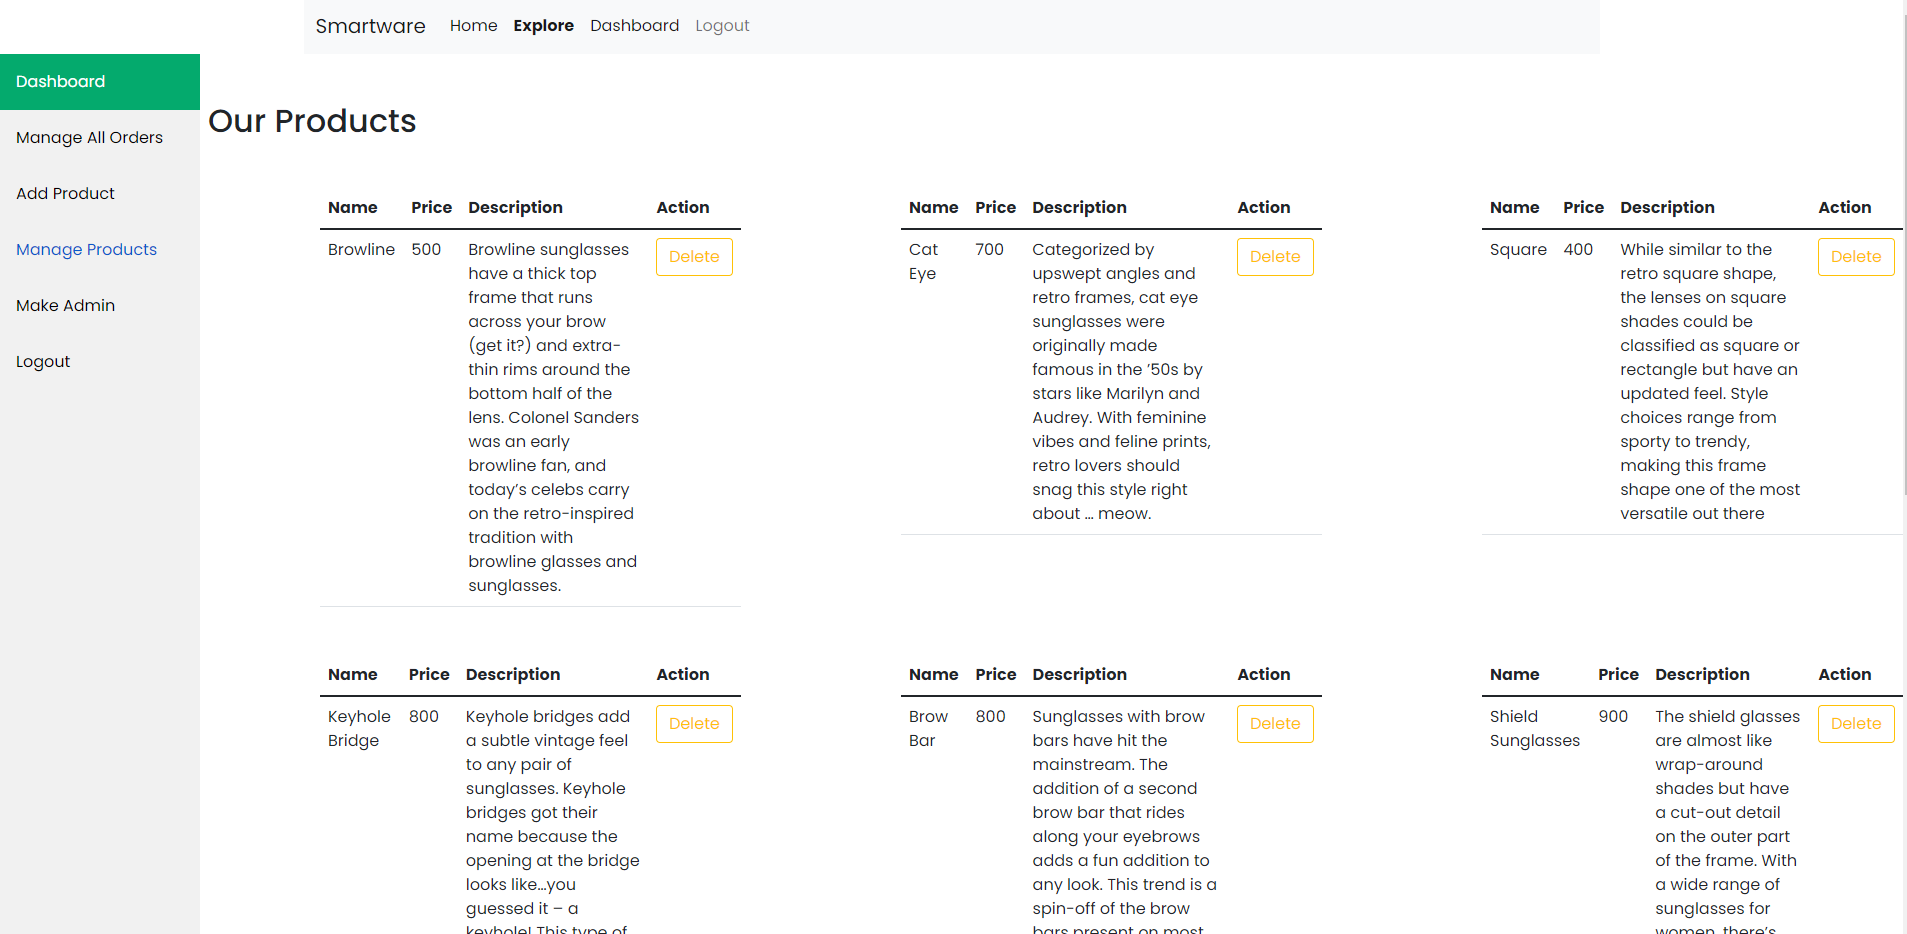 Smartware Home Explore Dashboard Logout
Dashboard
Manage All Orders
Add Product
Manage Products
Make Admin
Logout
Our Products
Name Price Description Action
Browline 500 Browline sunglasses Delete
have a thick top
frame that runs
across your brow
(get it?) and extra-
thin rims around the
bottom half of the
lens. Colonel Sanders
was an early
browline fan, and
today’s celebs carry
on the retro-inspired
tradition with
browline glasses and
sunglasses.
Name Price Description Action
Cat 700 Categorized by Delete
Eye upswept angles and
retro frames, cat eye
sunglasses were
originally made
famous in the ’50s by
stars like Marilyn and
Audrey. With feminine
vibes and feline prints,
retro lovers should
snag this style right
about … meow.
Name Price Description Action
Square 400 While similar to the Delete
retro square shape,
the lenses on square
shades could be
classified as square or
rectangle but have an
updated feel. Style
choices range from
sporty to trendy,
making this frame
shape one of the most
versatile out there
Name Price Description Action
Keyhole 800 Keyhole bridges add Delete
Bridge a subtle vintage feel
to any pair of
sunglasses. Keyhole
bridges got their
name because the
opening at the bridge
looks like…you
guessed it – a
keyhole! This type of
Name Price Description Action
Brow 800 Sunglasses with brow Delete
Bar bars have hit the
mainstream. The
addition of a second
brow bar that rides
along your eyebrows
adds a fun addition to
any look. This trend is a
spin-off of the brow
bars present on most
Name Price Description Action
Shield 900 The shield glasses Delete
Sunglasses are almost like
wrap-around
shades but have
a cut-out detail
on the outer part
of the frame. With
a wide range of
sunglasses for
women, there’s